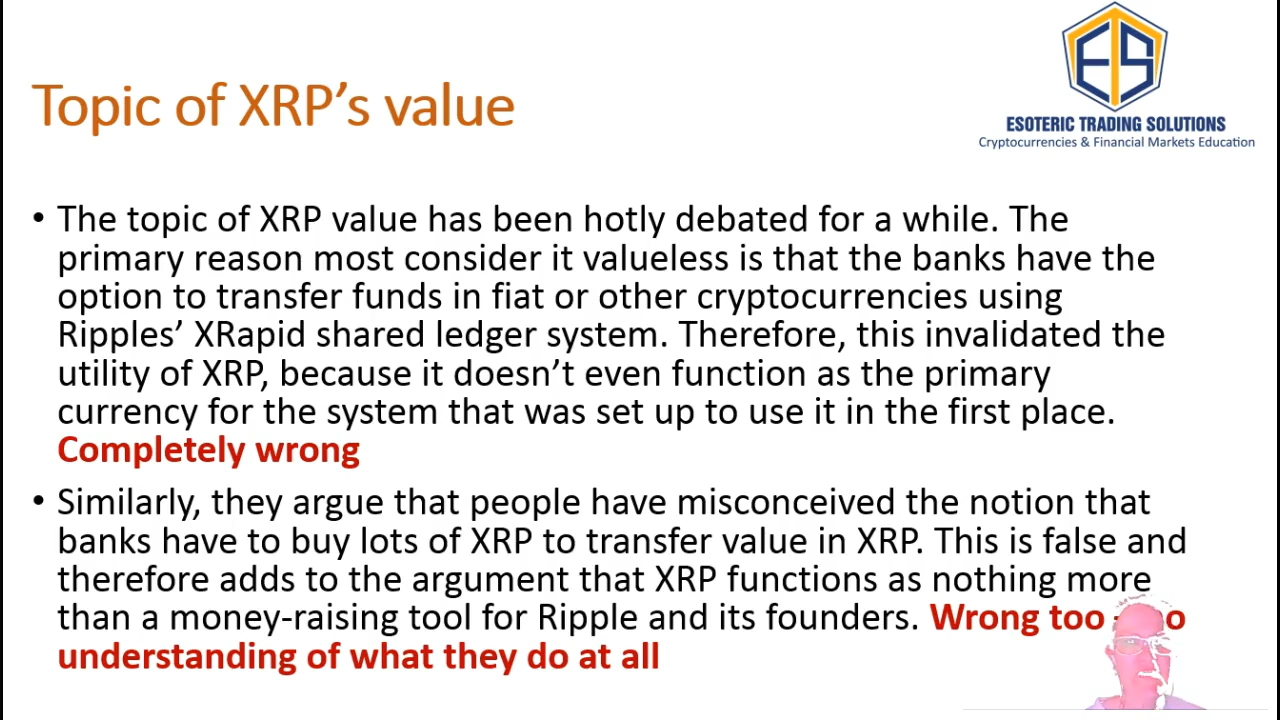 Topic of XRP's value
ETS
ESOTERIC TRADING SOLUTIONS
Cryptocurrencies & Financial Markets Education
• The topic of XRP value has been hotly debated for a while. The
primary reason most consider it valueless is that the banks have the
option to transfer funds in fiat or other cryptocurrencies using
Ripples' XRapid shared ledger system. Therefore, this invalidated the
utility of XRP, because it doesn't even function as the primary
currency for the system that was set up to use it in the first place.
Completely wrong
• Similarly, they argue that people have misconceived the notion that
banks have to buy lots of XRP to transfer value in XRP. This is false and
therefore adds to the argument that XRP functions as nothing more
than a money-raising tool for Ripple and its founders. Wrong too
understanding of what they do at all